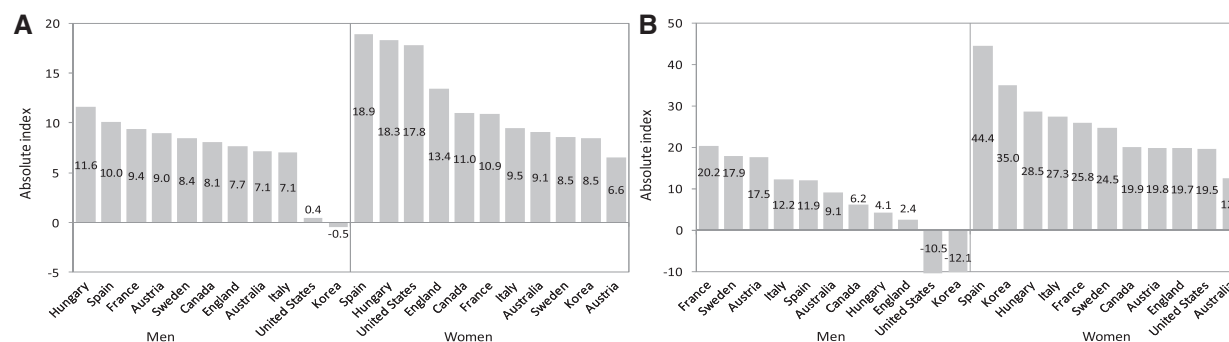 A
B
Absolute index
20
15
10
5
0
-5
11.6
10.0
9.4
9.0
8.4
8.1
7.7
7.1
7.1
0.4
-0.5
18.9
18.3
17.8
13.4
11.0
10.9
9.5
9.1
8.5
8.5
6.6
Hungary
Spain
France
Austria
Sweden
Canada
England
Australia
Italy
United States
Korea
Spain
Hungary
United States
England
Canada
France
Italy
Australia
Sweden
Korea
Austria
Men
Women
Absolute index
50
40
30
20
10
0
-10
20.2
17.9
17.5
12.2
11.9
9.1
6.2
4.1
2.4
-10.5
-12.1
44.4
35.0
28.5
27.3
25.8
24.5
19.9
19.8
19.7
19.5
France
Sweden
Austria
Italy
Spain
Australia
Canada
Hungary
England
United States
Korea
Spain
Korea
Hungary
Italy
France
Sweden
Canada
Austria
England
United States
Australia
Men
Women